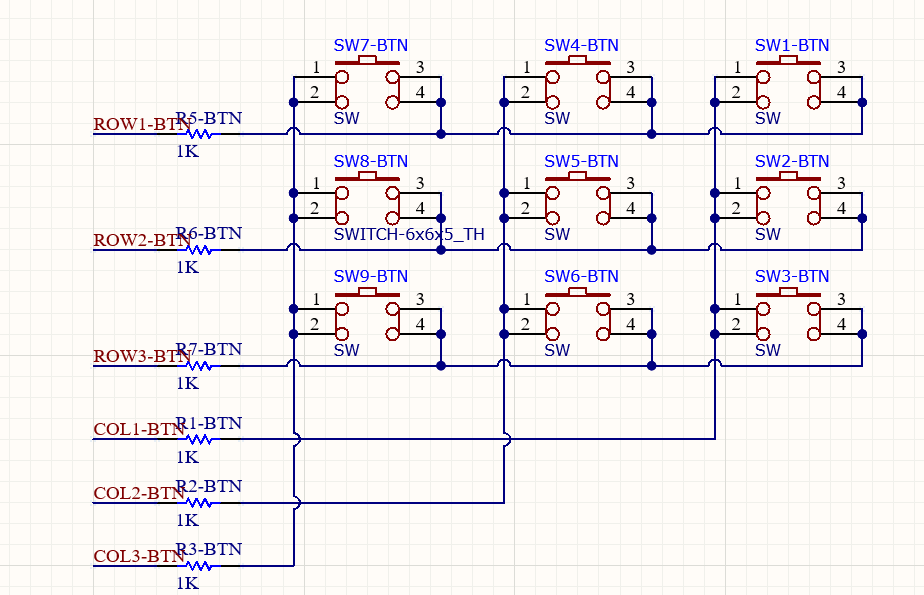 SW7-BTN SW4-BTN SW1-BTN
1 3 1 3 1 3
2 4 2 4 2 4
SW SW SW
ROW1-BTN R5-BTN
1K
SW8-BTN SW5-BTN SW2-BTN
1 3 1 3 1 3
2 4 2 4 2 4
SWITCH-6x6x5_TH SW SW
ROW2-BTN R6-BTN
1K
SW9-BTN SW6-BTN SW3-BTN
1 3 1 3 1 3
2 4 2 4 2 4
SW SW SW
ROW3-BTN R7-BTN
1K
COL1-BTN R1-BTN
1K
COL2-BTN R2-BTN
1K
COL3-BTN R3-BTN
1K